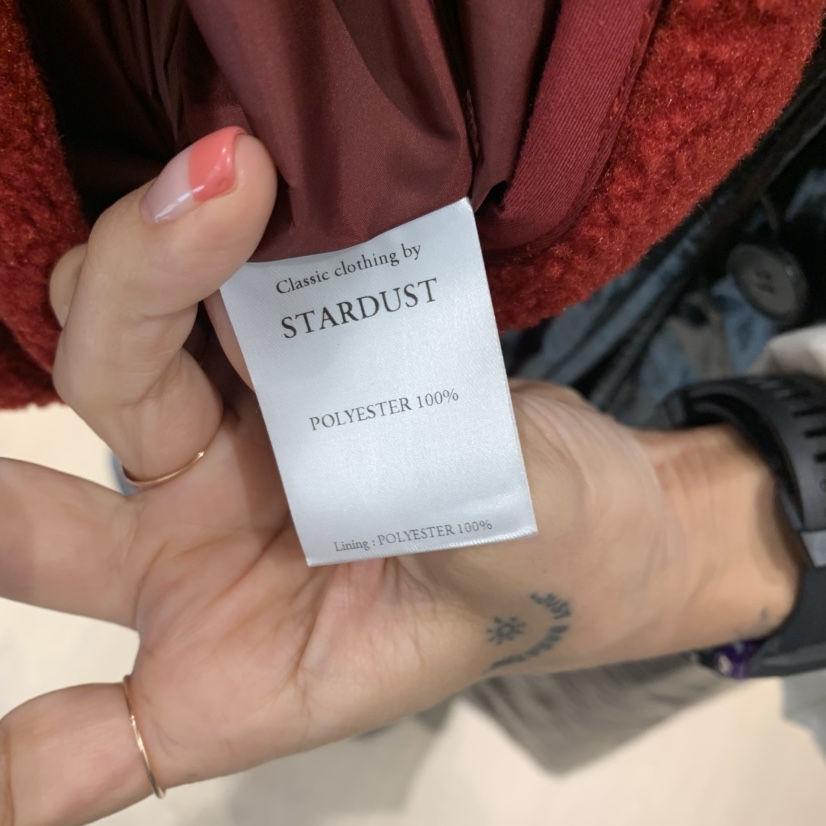 Classic clothing by
STARDUST
POLYESTER 100%
Lining : POLYESTER 100%